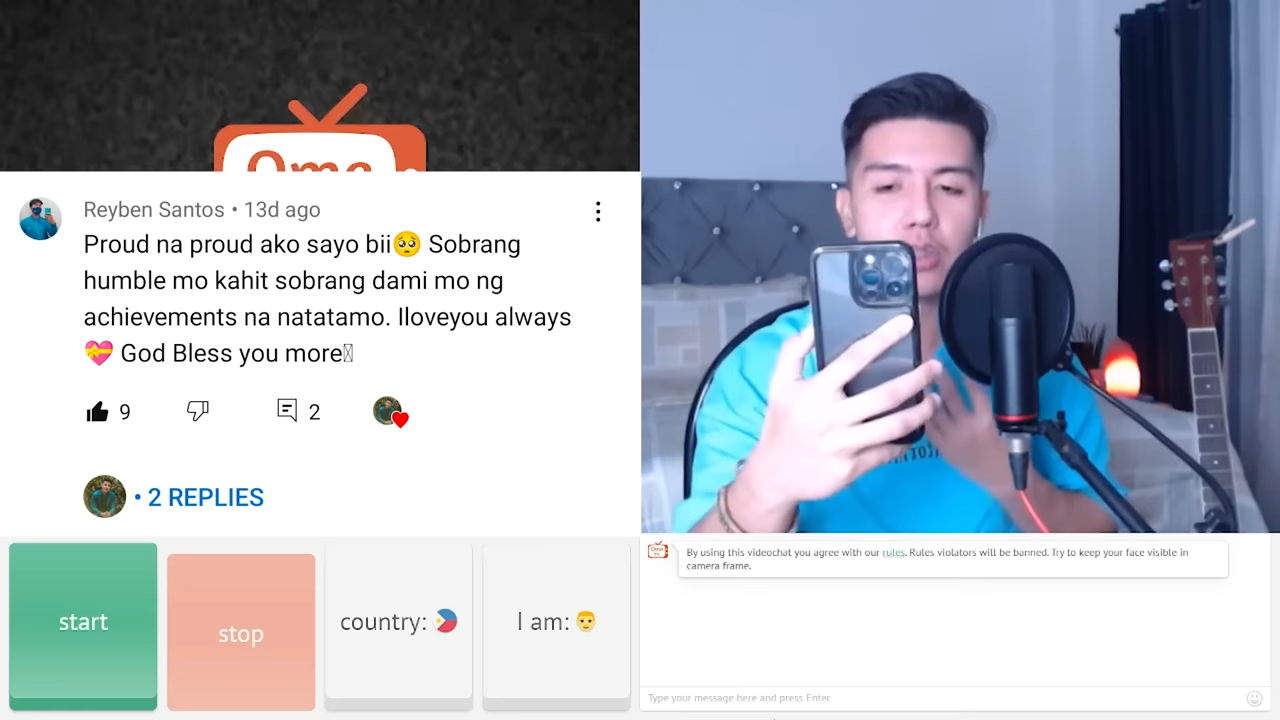 Ome
Reyben Santos • 13d ago
Proud na proud ako sayo bii🥺 Sobrang
humble mo kahit sobrang dami mo ng
achievements na natatamo. Iloveyou always
💝 God Bless you more
9
2
• 2 REPLIES
start
stop
country: 🇵🇭
I am: 👨
Ome
TV
By using this videochat you agree with our rules. Rules violators will be banned. Try to keep your face visible in
camera frame.
Type your message here and press Enter